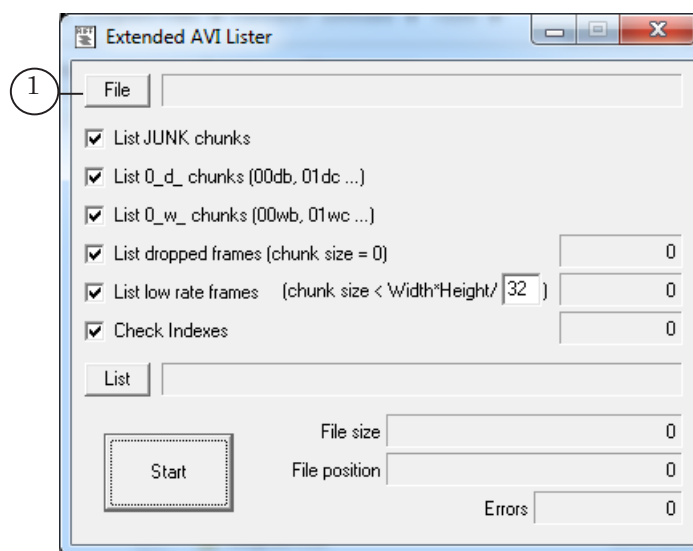 Extended AVI Lister
1
File
List JUNK chunks
List 0_d_ chunks (00db, 01dc ...)
List 0_w_ chunks (00wb, 01wc ...)
List dropped frames (chunk size = 0) 0
List low rate frames (chunk size < Width*Height/ 32 ) 0
Check Indexes 0
List
File size 0
Start
File position 0
Errors 0